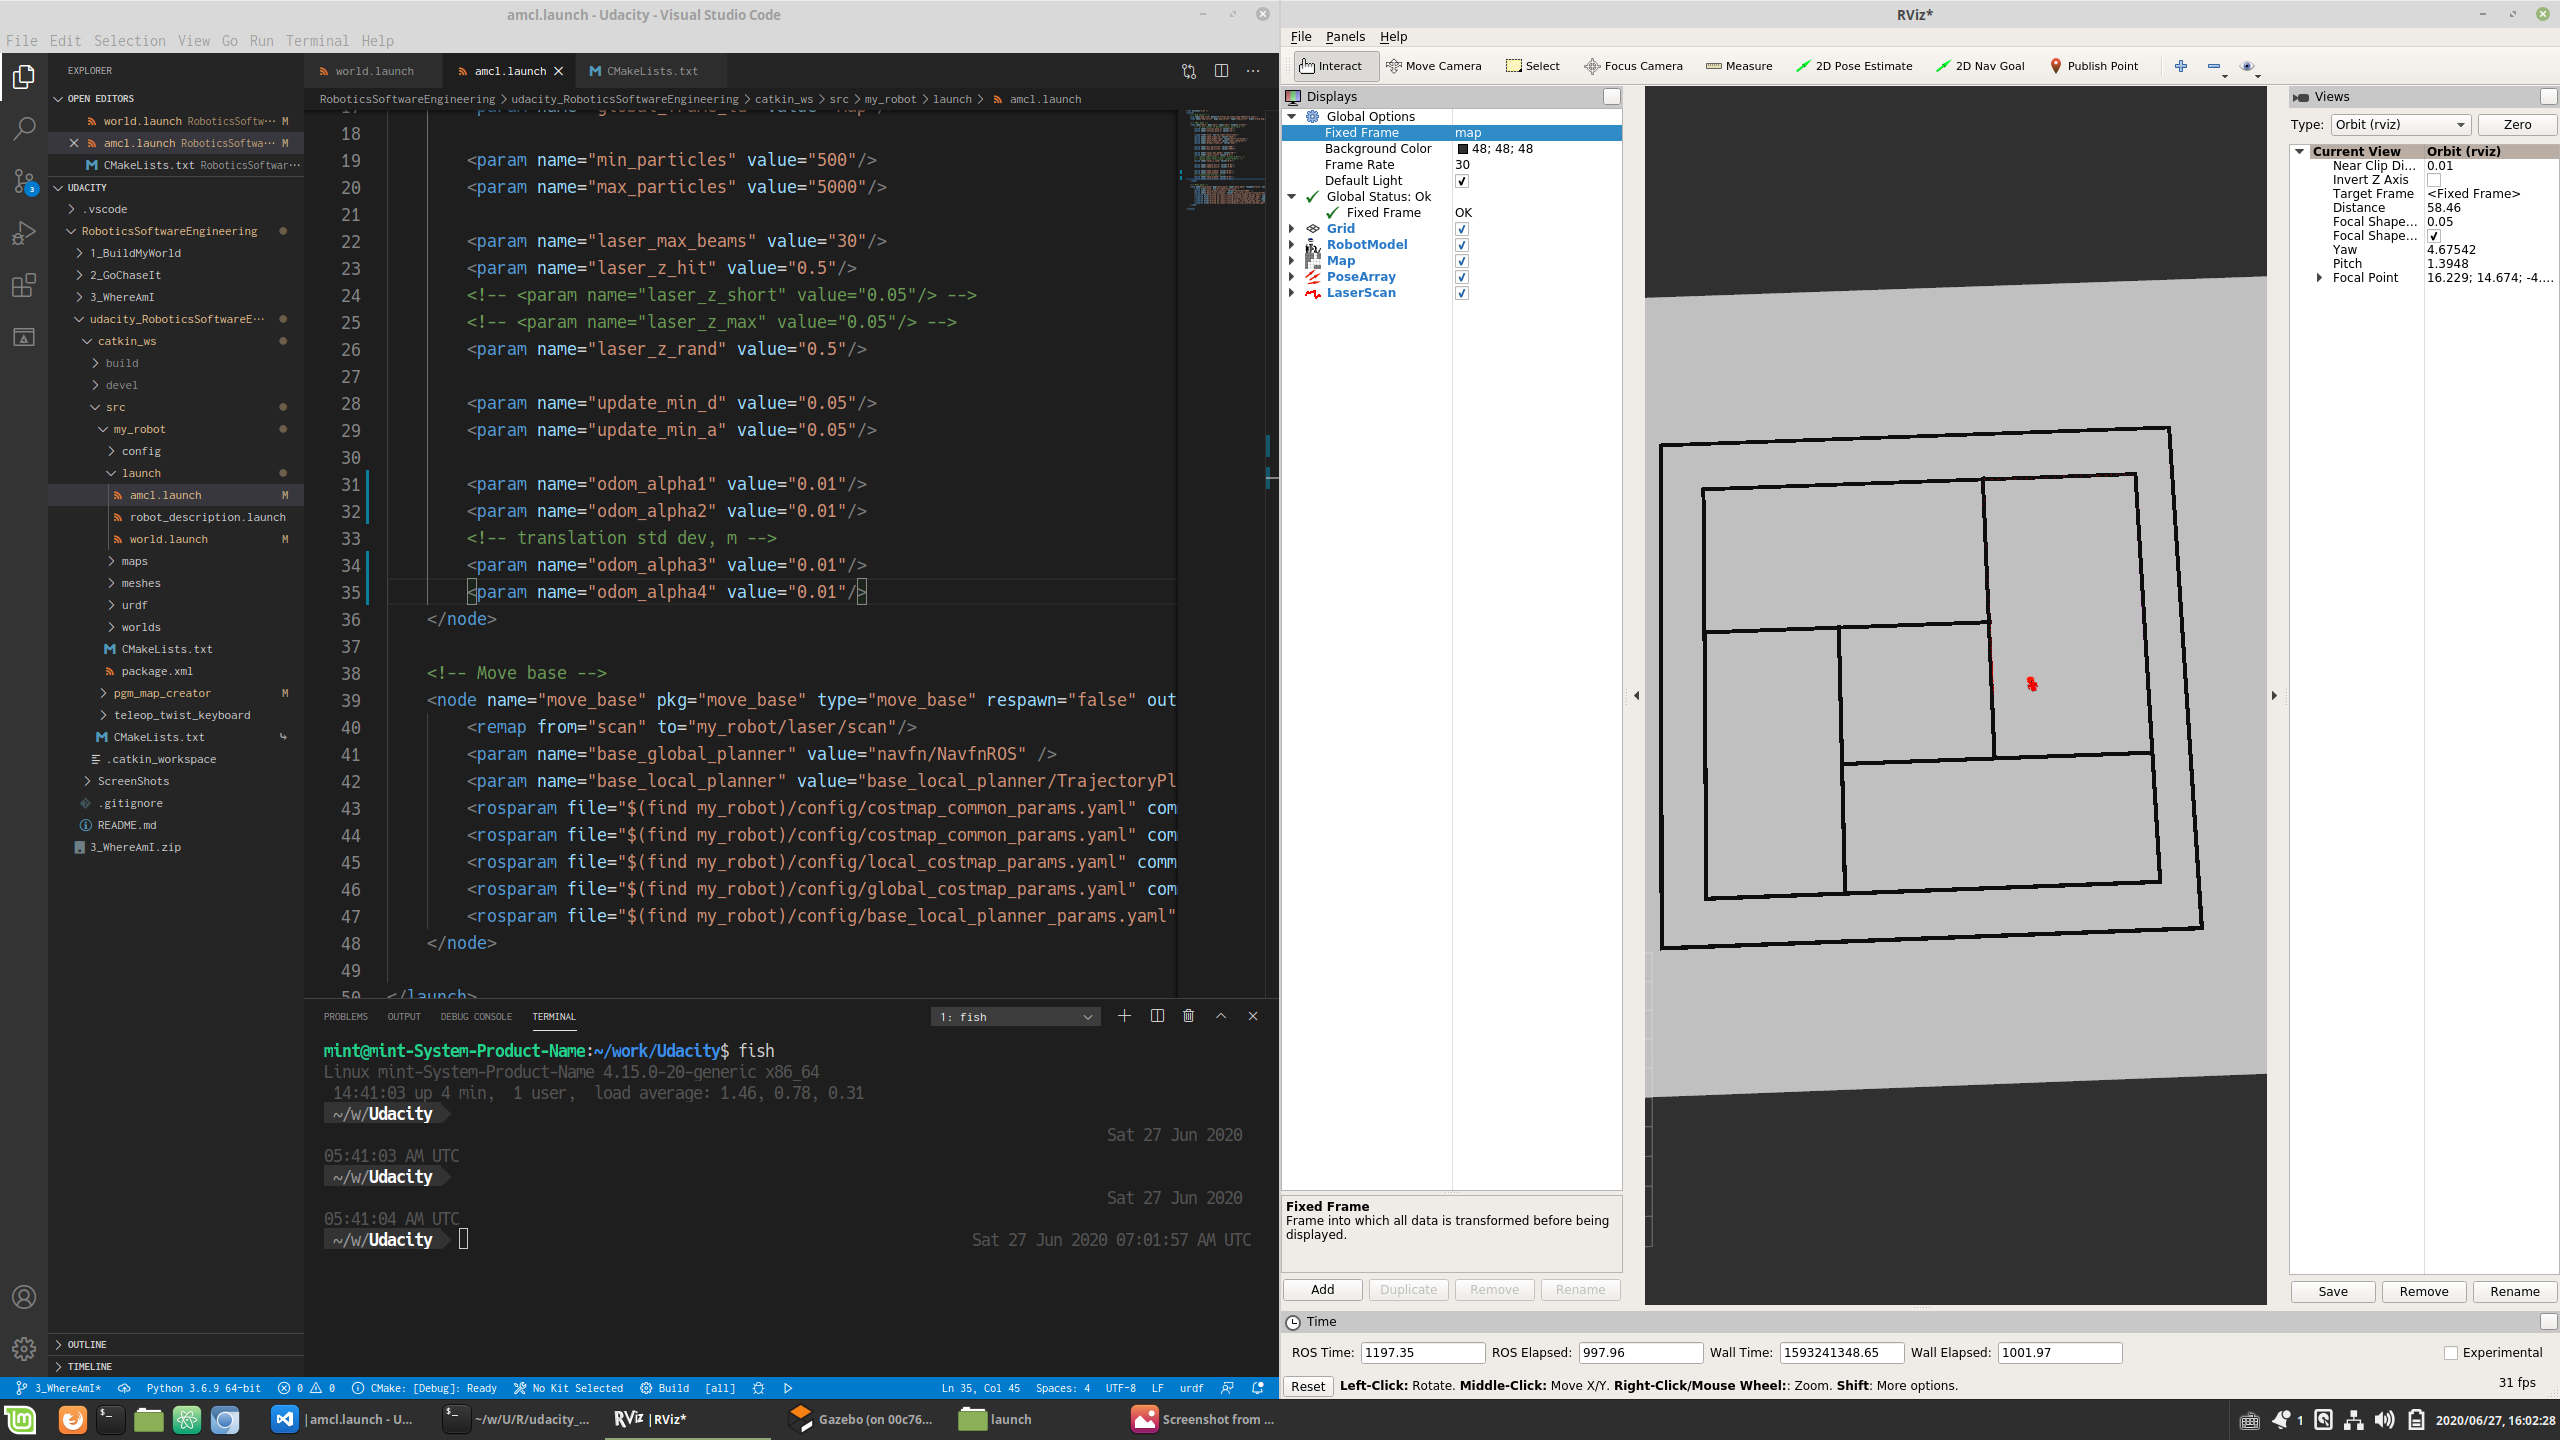 amcl.launch - Udacity - Visual Studio Code
File Edit Selection View Go Run Terminal Help
EXPLORER
OPEN EDITORS
world.launch RoboticsSoftw··· M
amcl.launch RoboticsSoftwa··· M
CMakeLists.txt RoboticsSoftwar···
UDACITY
.vscode
RoboticsSoftwareEngineering
1_BuildMyWorld
2_GoChaseIt
3_WhereAmI
udacity_RoboticsSoftwareE···
catkin_ws
build
devel
src
my_robot
config
launch
amcl.launch M
robot_description.launch
world.launch M
maps
meshes
urdf
worlds
CMakeLists.txt
package.xml
pgm_map_creator M
teleop_twist_keyboard
CMakeLists.txt
.catkin_workspace
ScreenShots
.gitignore
README.md
3_WhereAmI.zip
OUTLINE
TIMELINE
world.launch
amcl.launch
CMakeLists.txt
RoboticsSoftwareEngineering > udacity_RoboticsSoftwareEngineering > catkin_ws > src > my_robot > launch > amcl.launch
18
19 <param name="min_particles" value="500"/>
20 <param name="max_particles" value="5000"/>
21
22 <param name="laser_max_beams" value="30"/>
23 <param name="laser_z_hit" value="0.5"/>
24 <!-- <param name="laser_z_short" value="0.05"/> -->
25 <!-- <param name="laser_z_max" value="0.05"/> -->
26 <param name="laser_z_rand" value="0.5"/>
27
28 <param name="update_min_d" value="0.05"/>
29 <param name="update_min_a" value="0.05"/>
30
31 <param name="odom_alpha1" value="0.01"/>
32 <param name="odom_alpha2" value="0.01"/>
33 <!-- translation std dev, m -->
34 <param name="odom_alpha3" value="0.01"/>
35 <param name="odom_alpha4" value="0.01"/>
36 </node>
37
38 <!-- Move base -->
39 <node name="move_base" pkg="move_base" type="move_base" respawn="false" out
40 <remap from="scan" to="my_robot/laser/scan"/>
41 <param name="base_global_planner" value="navfn/NavfnROS" />
42 <param name="base_local_planner" value="base_local_planner/TrajectoryPl
43 <rosparam file="$(find my_robot)/config/costmap_common_params.yaml" com
44 <rosparam file="$(find my_robot)/config/costmap_common_params.yaml" com
45 <rosparam file="$(find my_robot)/config/local_costmap_params.yaml" comm
46 <rosparam file="$(find my_robot)/config/global_costmap_params.yaml" com
47 <rosparam file="$(find my_robot)/config/base_local_planner_params.yaml"
48 </node>
49
50 </launch>
PROBLEMS OUTPUT DEBUG CONSOLE TERMINAL
1: fish
mint@mint-System-Product-Name:~/work/Udacity$ fish
Linux mint-System-Product-Name 4.15.0-20-generic x86_64
14:41:03 up 4 min, 1 user, load average: 1.46, 0.78, 0.31
~/w/Udacity
Sat 27 Jun 2020
05:41:03 AM UTC
~/w/Udacity
Sat 27 Jun 2020
05:41:04 AM UTC
~/w/Udacity Sat 27 Jun 2020 07:01:57 AM UTC
3
3_WhereAmI* Python 3.6.9 64-bit 0 0 CMake: [Debug]: Ready No Kit Selected Build [all] Ln 35, Col 45 Spaces: 4 UTF-8 LF urdf
RViz*
File Panels Help
Interact Move Camera Select Focus Camera Measure 2D Pose Estimate 2D Nav Goal Publish Point
Displays
Global Options
Fixed Frame map
Background Color 48; 48; 48
Frame Rate 30
Default Light
Global Status: Ok
Fixed Frame OK
Grid
RobotModel
Map
PoseArray
LaserScan
Fixed Frame
Frame into which all data is transformed before being
displayed.
Add Duplicate Remove Rename
Views
Type: Orbit (rviz) Zero
Current View Orbit (rviz)
Near Clip Di... 0.01
Invert Z Axis
Target Frame <Fixed Frame>
Distance 58.46
Focal Shape... 0.05
Focal Shape...
Yaw 4.67542
Pitch 1.3948
Focal Point 16.229; 14.674; -4....
Save Remove Rename
Time
ROS Time: 1197.35 ROS Elapsed: 997.96 Wall Time: 1593241348.65 Wall Elapsed: 1001.97 Experimental
Reset Left-Click: Rotate. Middle-Click: Move X/Y. Right-Click/Mouse Wheel:: Zoom. Shift: More options. 31 fps
amcl.launch - U... ~/w/U/R/udacity_... RViz RViz* Gazebo (on 00c76... launch Screenshot from ... 1 2020/06/27, 16:02:28